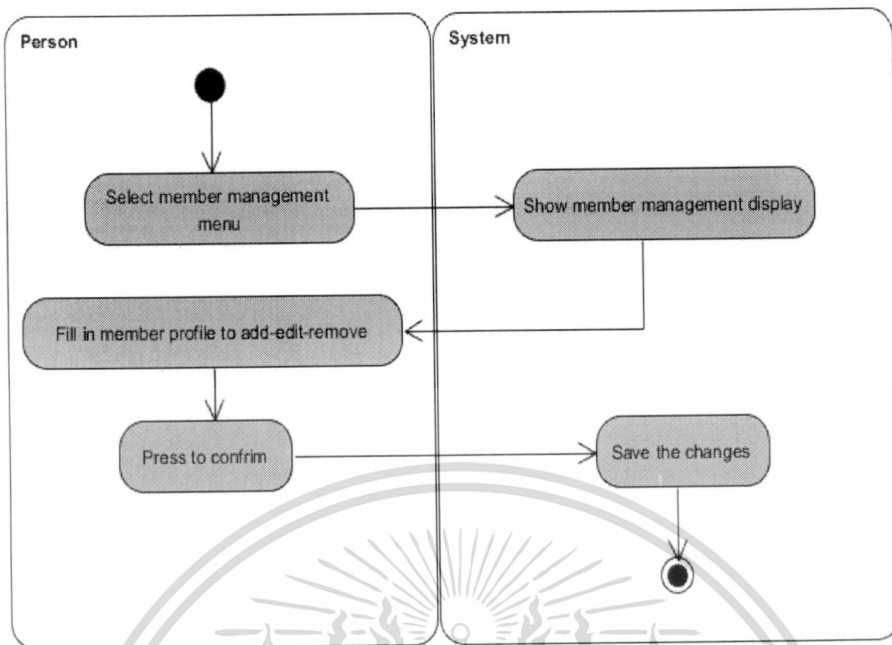 Person
System
Select member management
menu
Show member management display
Fill in member profile to add-edit-remove
Press to confrim
Save the changes